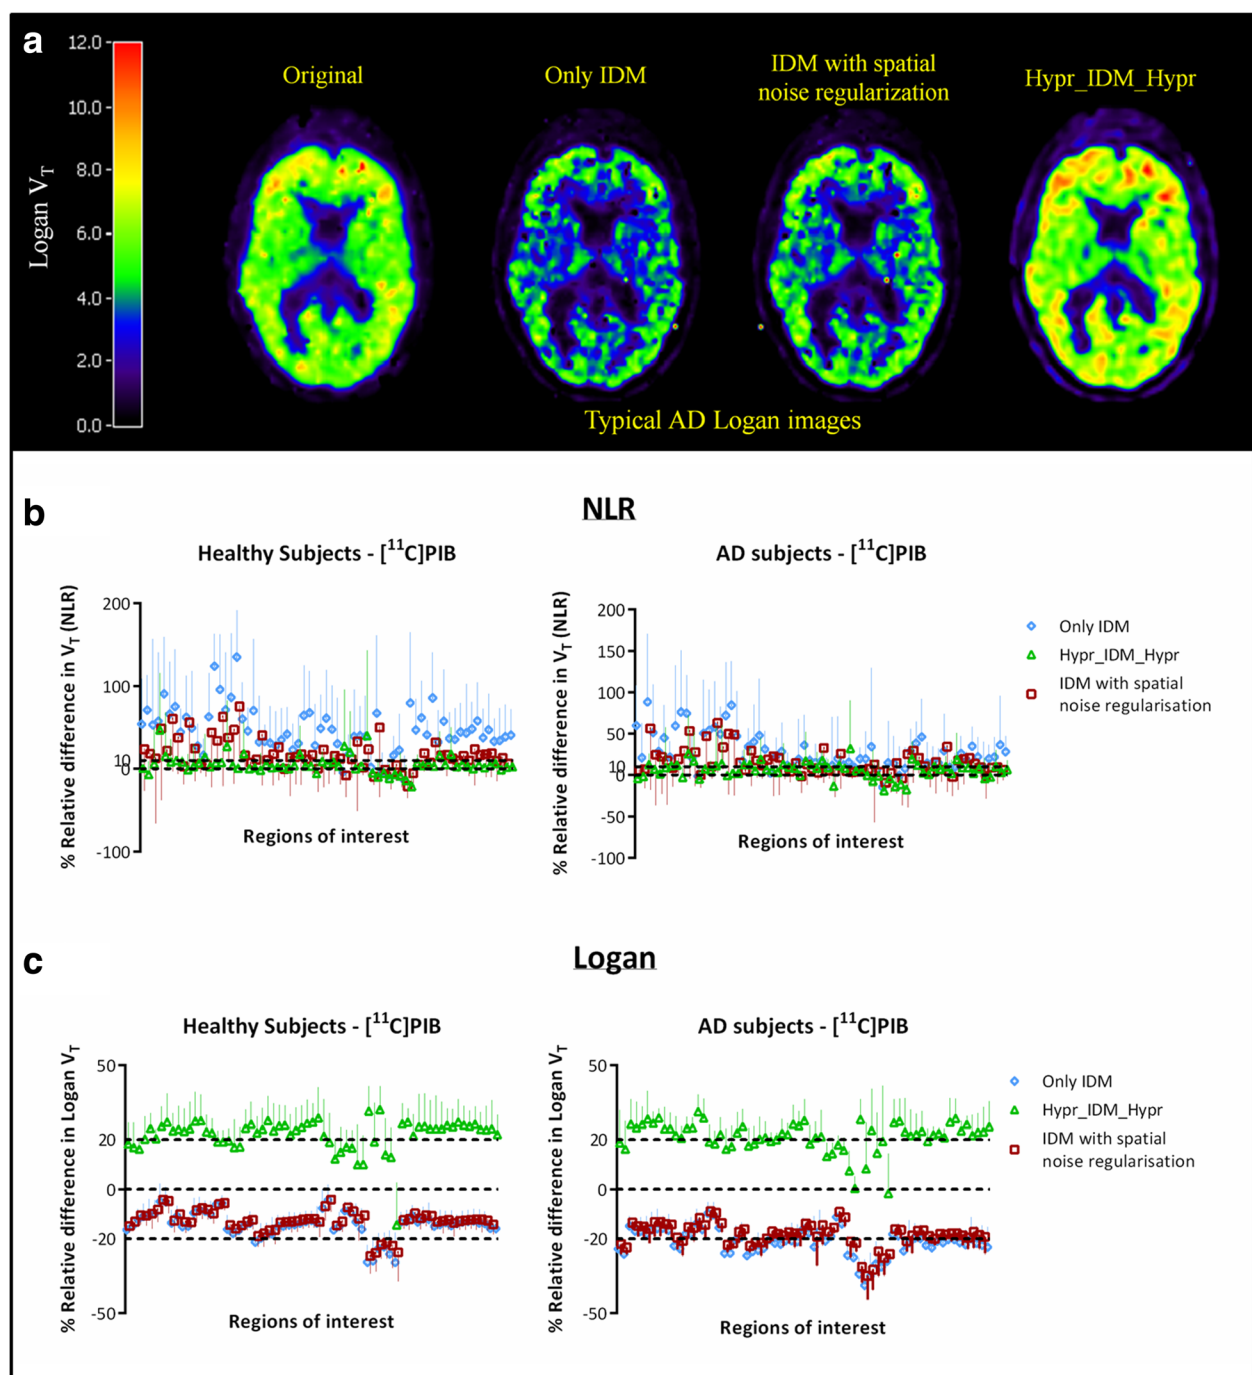 a
Original
Only IDM
IDM with spatial
noise regularization
Hypr_IDM_Hypr
Logan VT
12.0
10.0
8.0
6.0
4.0
2.0
0.0
Typical AD Logan images
b
NLR
Healthy Subjects - [11C]PIB
% Relative difference in VT (NLR)
200
100
10
0
-100
Regions of interest
AD subjects - [11C]PIB
% Relative difference in VT (NLR)
200
150
100
50
10
0
-50
-100
Regions of interest
Only IDM
Hypr_IDM_Hypr
IDM with spatial
noise regularisation
c
Logan
Healthy Subjects - [11C]PIB
% Relative difference in Logan VT
50
20
0
-20
-50
Regions of interest
AD subjects - [11C]PIB
% Relative difference in Logan VT
50
20
0
-20
-50
Regions of interest
Only IDM
Hypr_IDM_Hypr
IDM with spatial
noise regularisation